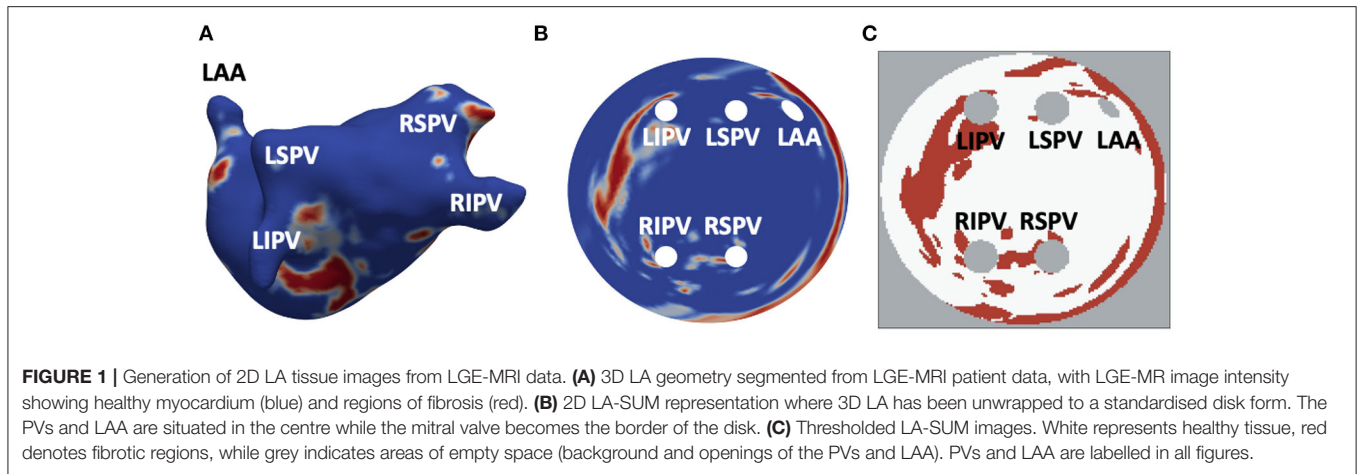 A
B
C
LAA
RSPV
LSPV
RIPV
LIPV
LIPV
LSPV
LAA
RIPV
RSPV
LIPV
LSPV
LAA
RIPV
RSPV
FIGURE 1 | Generation of 2D LA tissue images from LGE-MRI data. (A) 3D LA geometry segmented from LGE-MRI patient data, with LGE-MR image intensity
showing healthy myocardium (blue) and regions of fibrosis (red). (B) 2D LA-SUM representation where 3D LA has been unwrapped to a standardised disk form. The
PVs and LAA are situated in the centre while the mitral valve becomes the border of the disk. (C) Thresholded LA-SUM images. White represents healthy tissue, red
denotes fibrotic regions, while grey indicates areas of empty space (background and openings of the PVs and LAA). PVs and LAA are labelled in all figures.